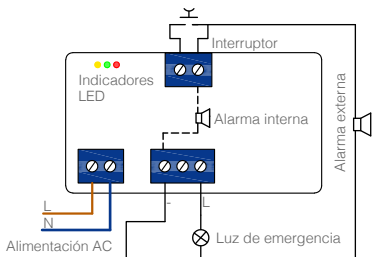 Interruptor
Indicadores
LED
Alarma interna
Alarma externa
L
N
-
L
Alimentación AC
Luz de emergencia